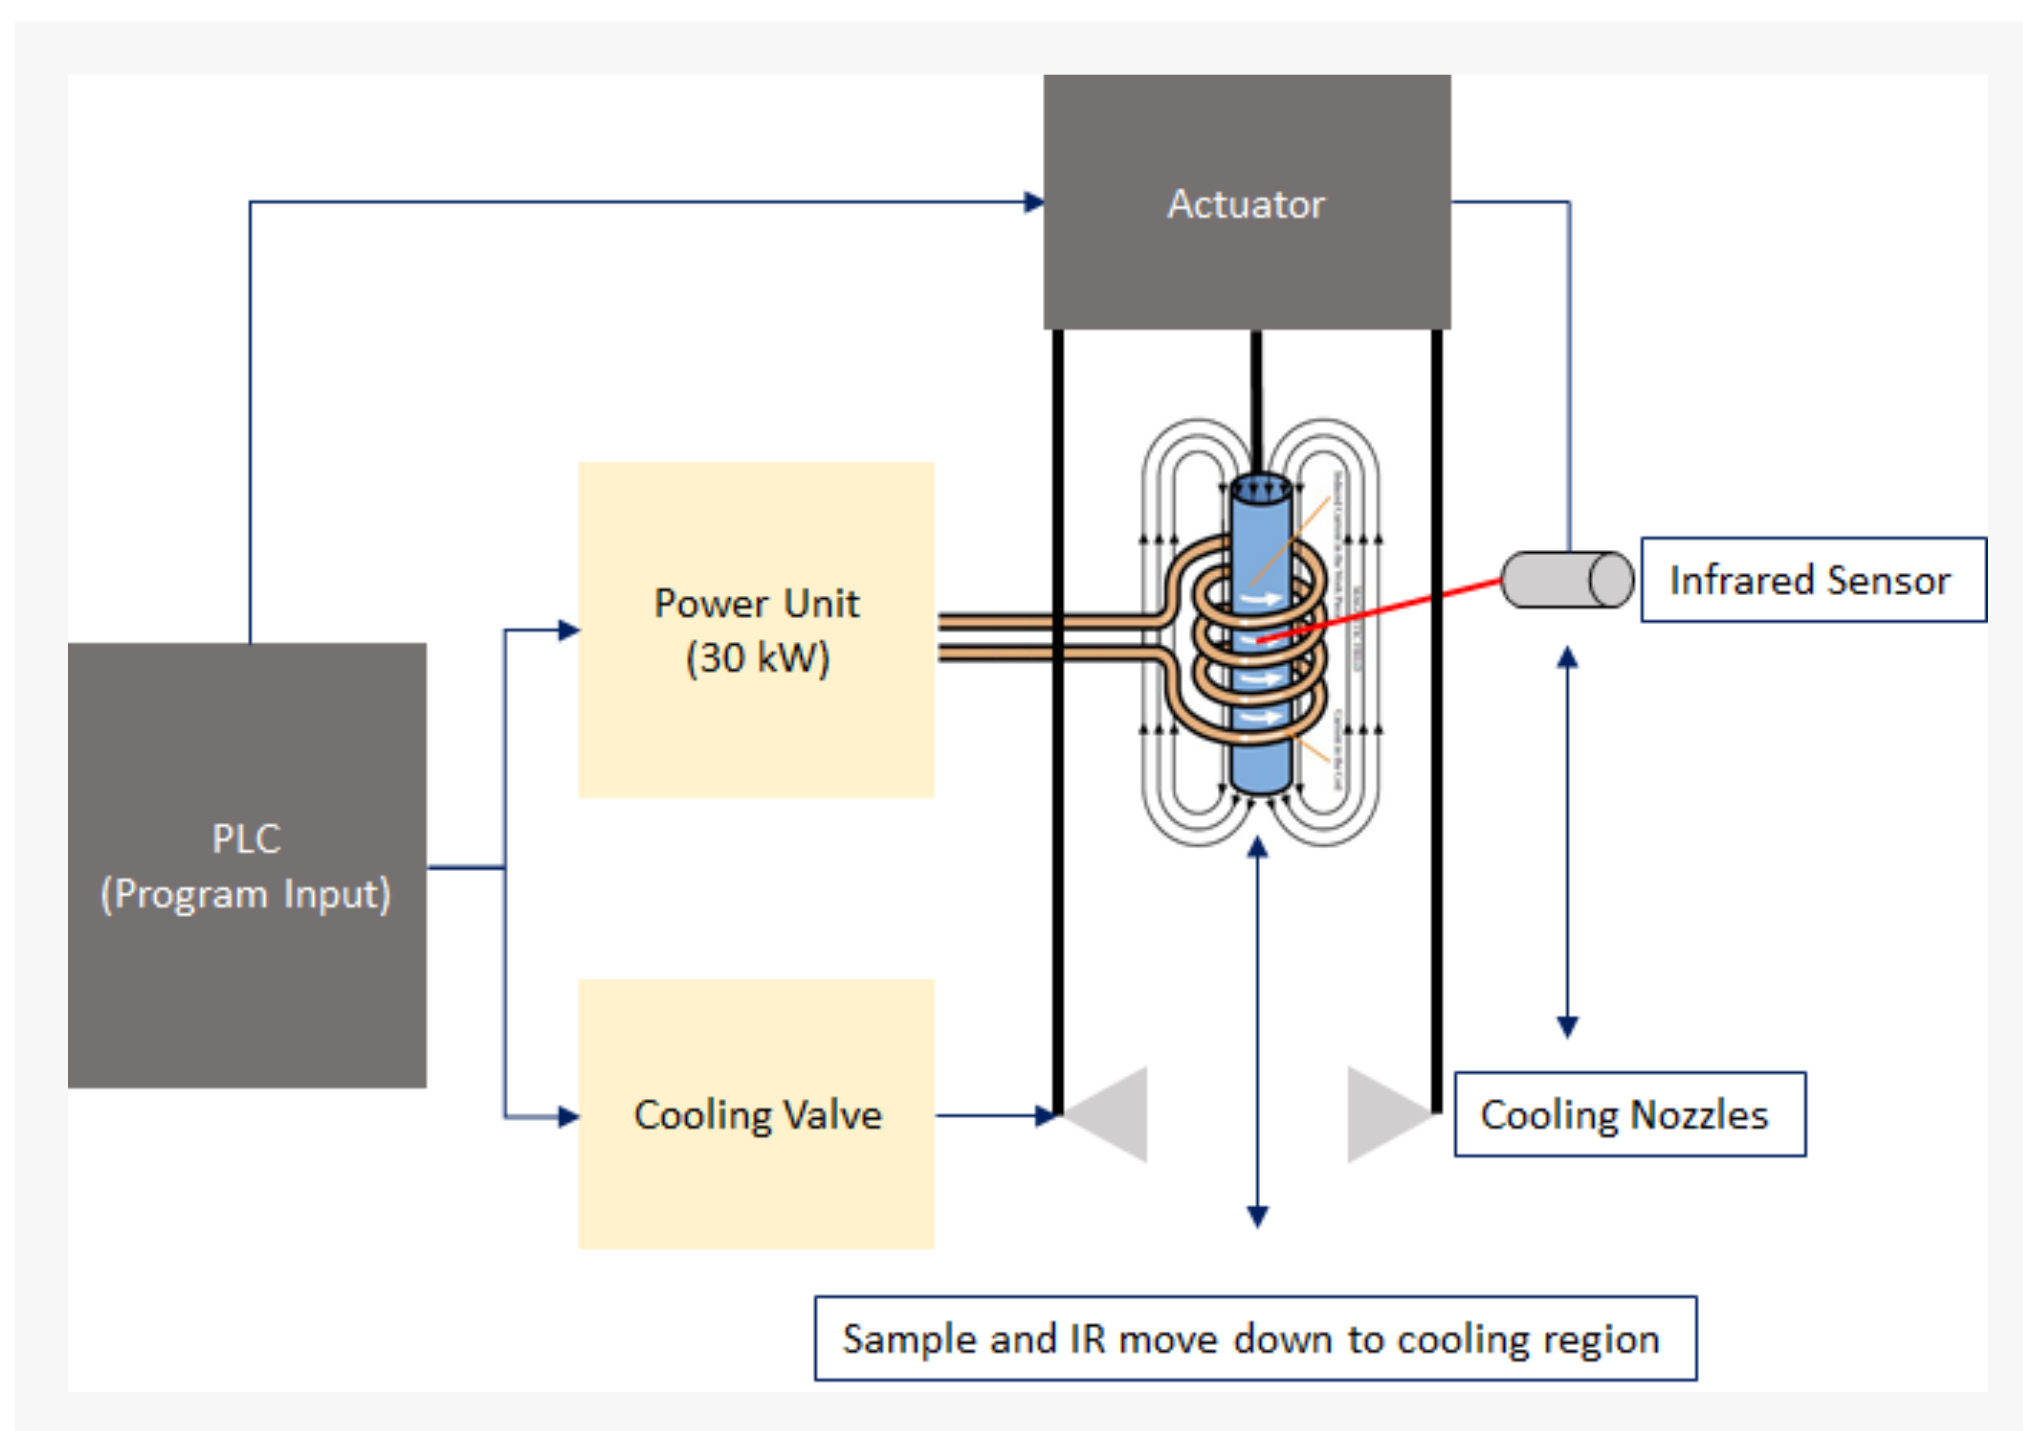 Actuator
Power Unit
(30 kW)
Infrared Sensor
PLC
(Program Input)
Cooling Valve
Cooling Nozzles
Sample and IR move down to cooling region